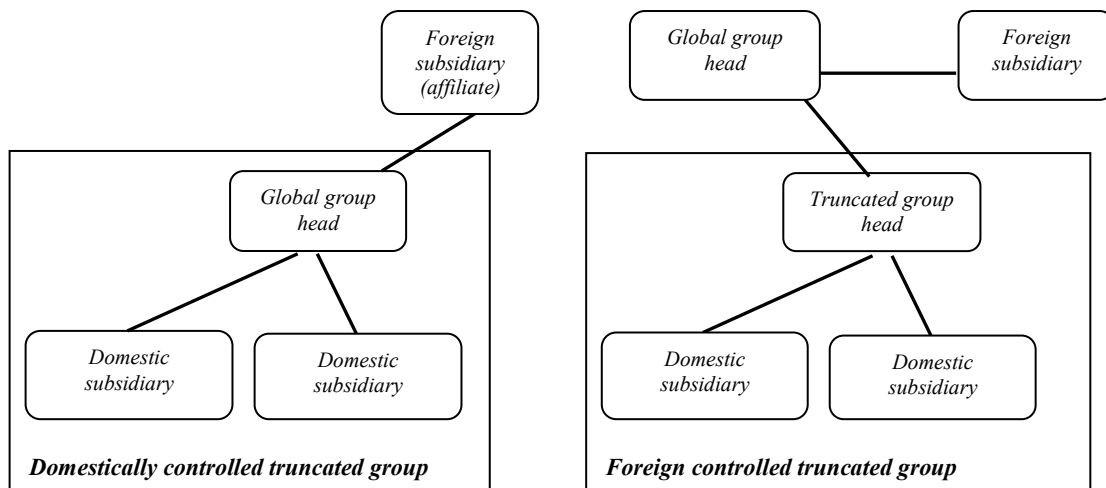 Foreign
subsidiary
(affiliate)
Global group
head
Domestic
subsidiary
Domestic
subsidiary
Domestically controlled truncated group
Global group
head
Foreign
subsidiary
Truncated group
head
Domestic
subsidiary
Domestic
subsidiary
Foreign controlled truncated group